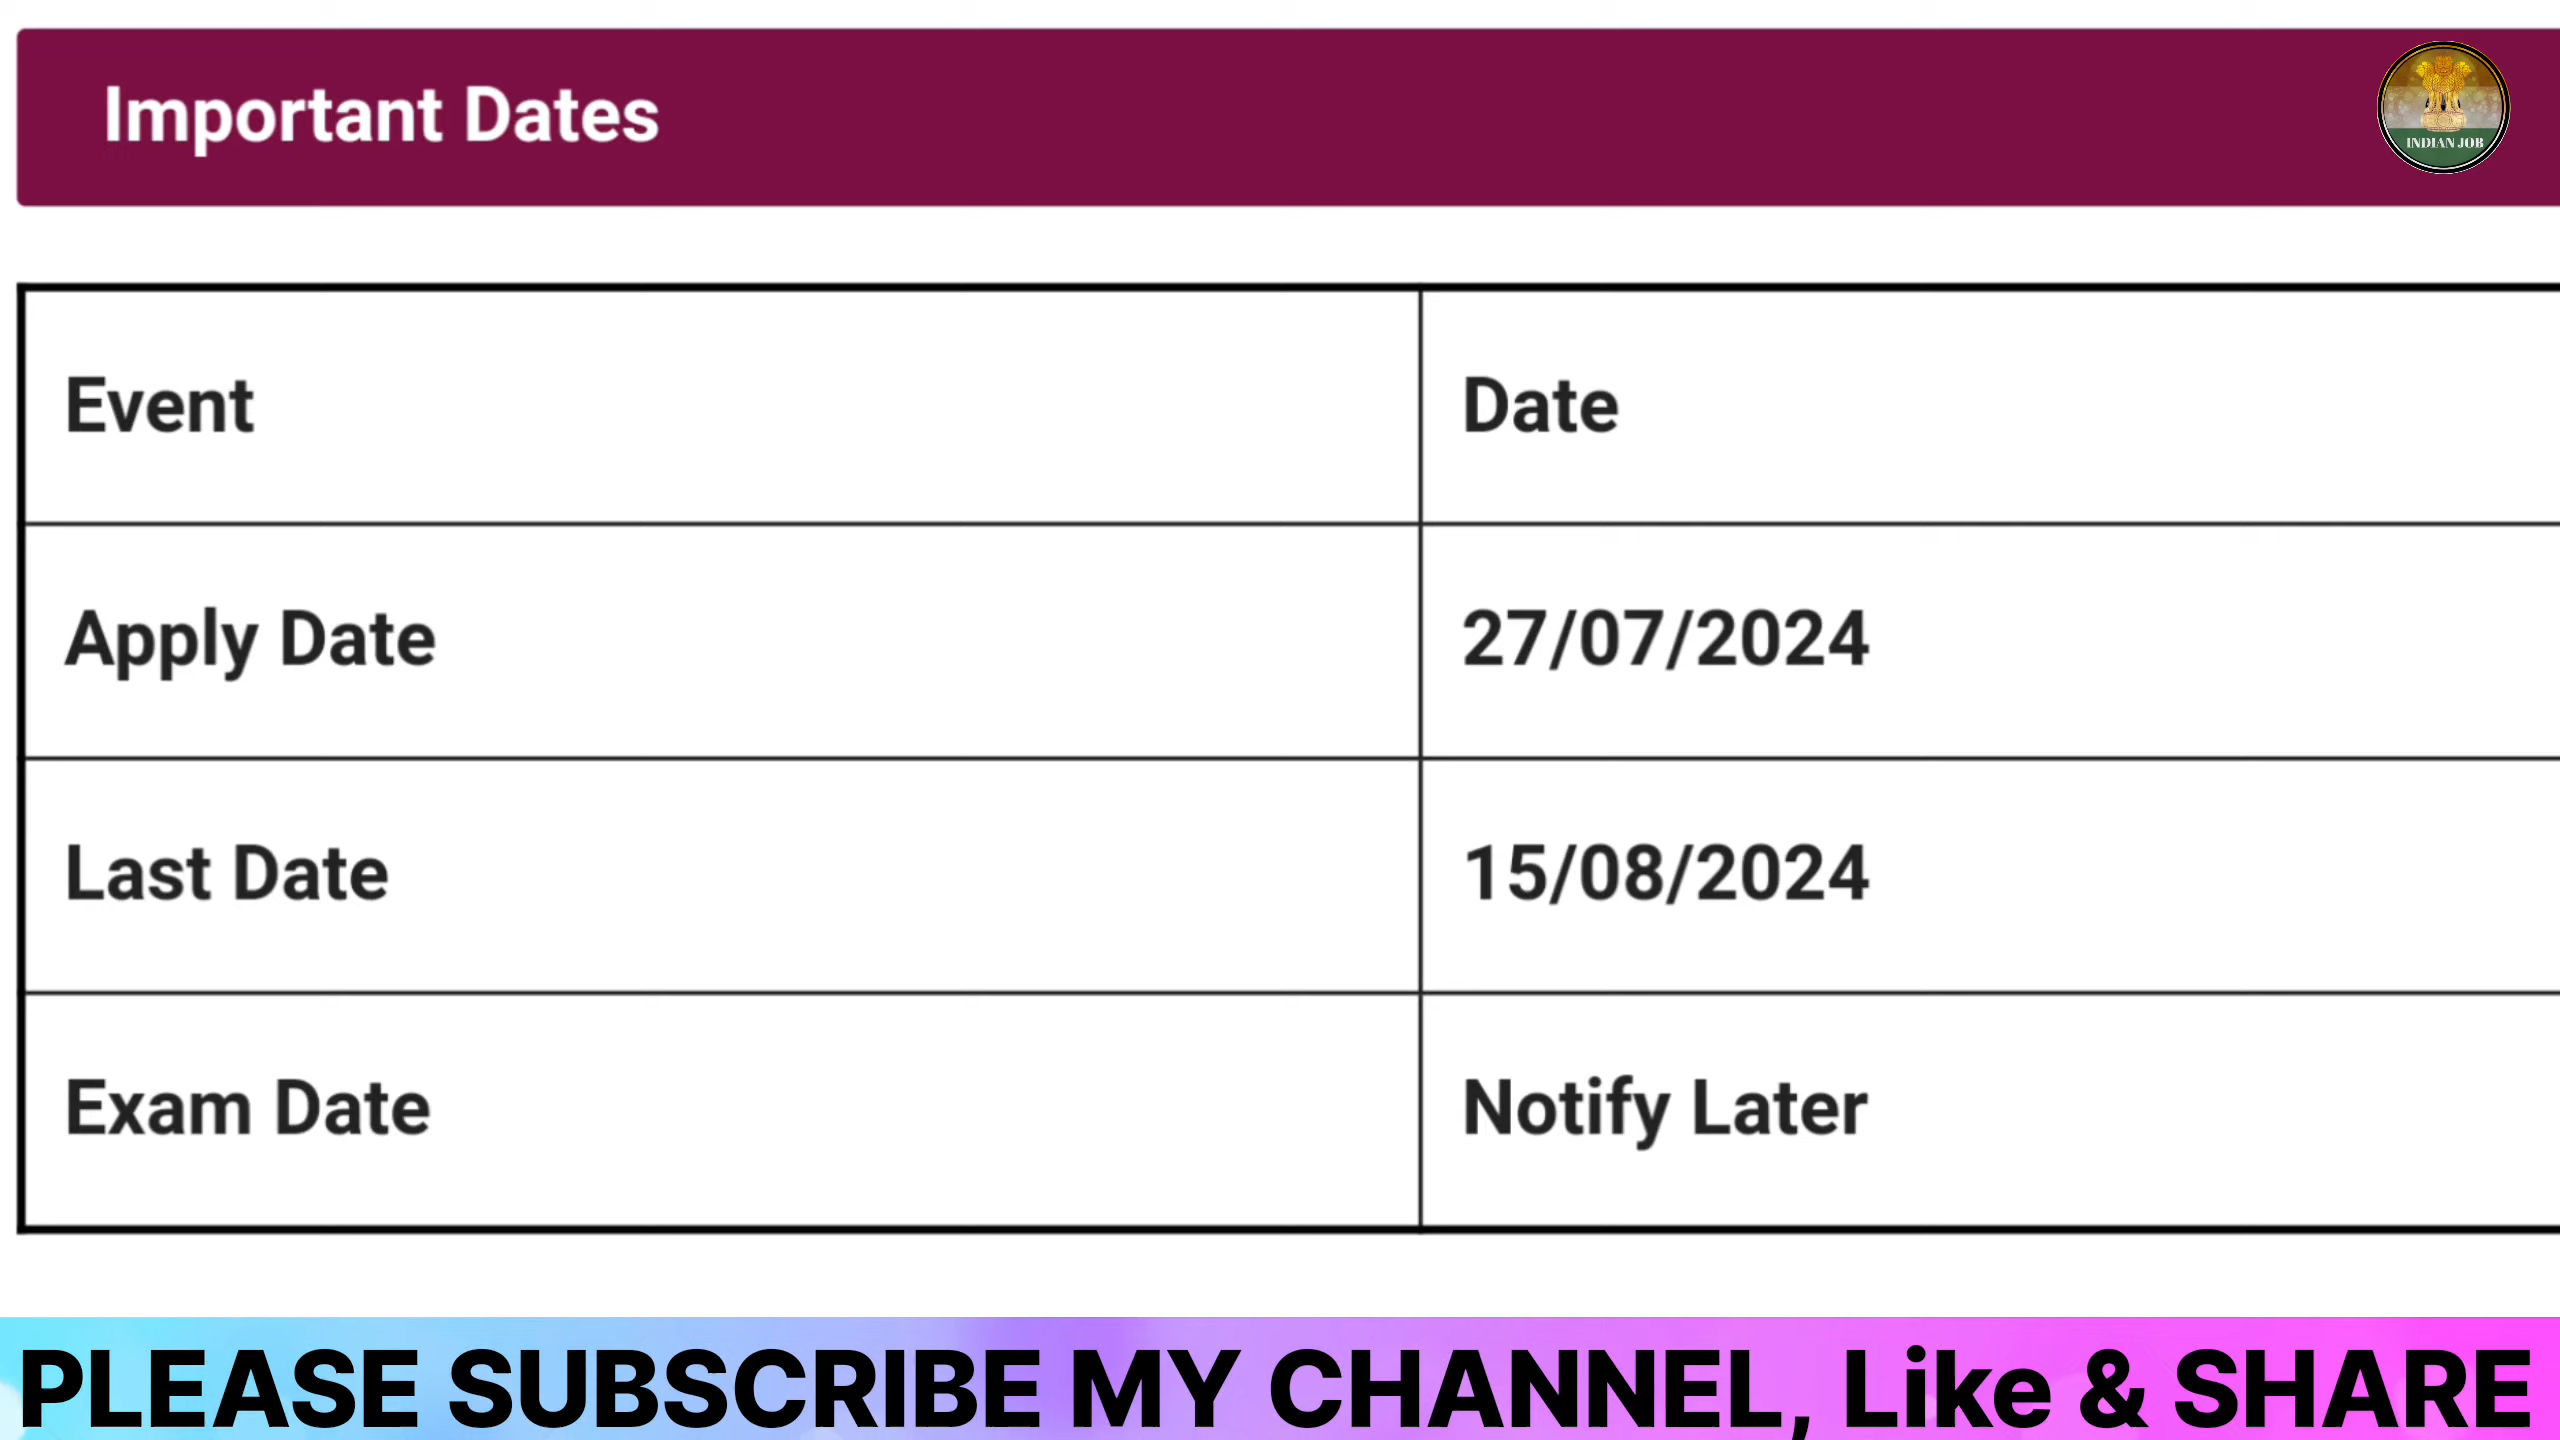 Important Dates
INDIAN JOB
Event Date
Apply Date 27/07/2024
Last Date 15/08/2024
Exam Date Notify Later
PLEASE SUBSCRIBE MY CHANNEL, Like & SHARE